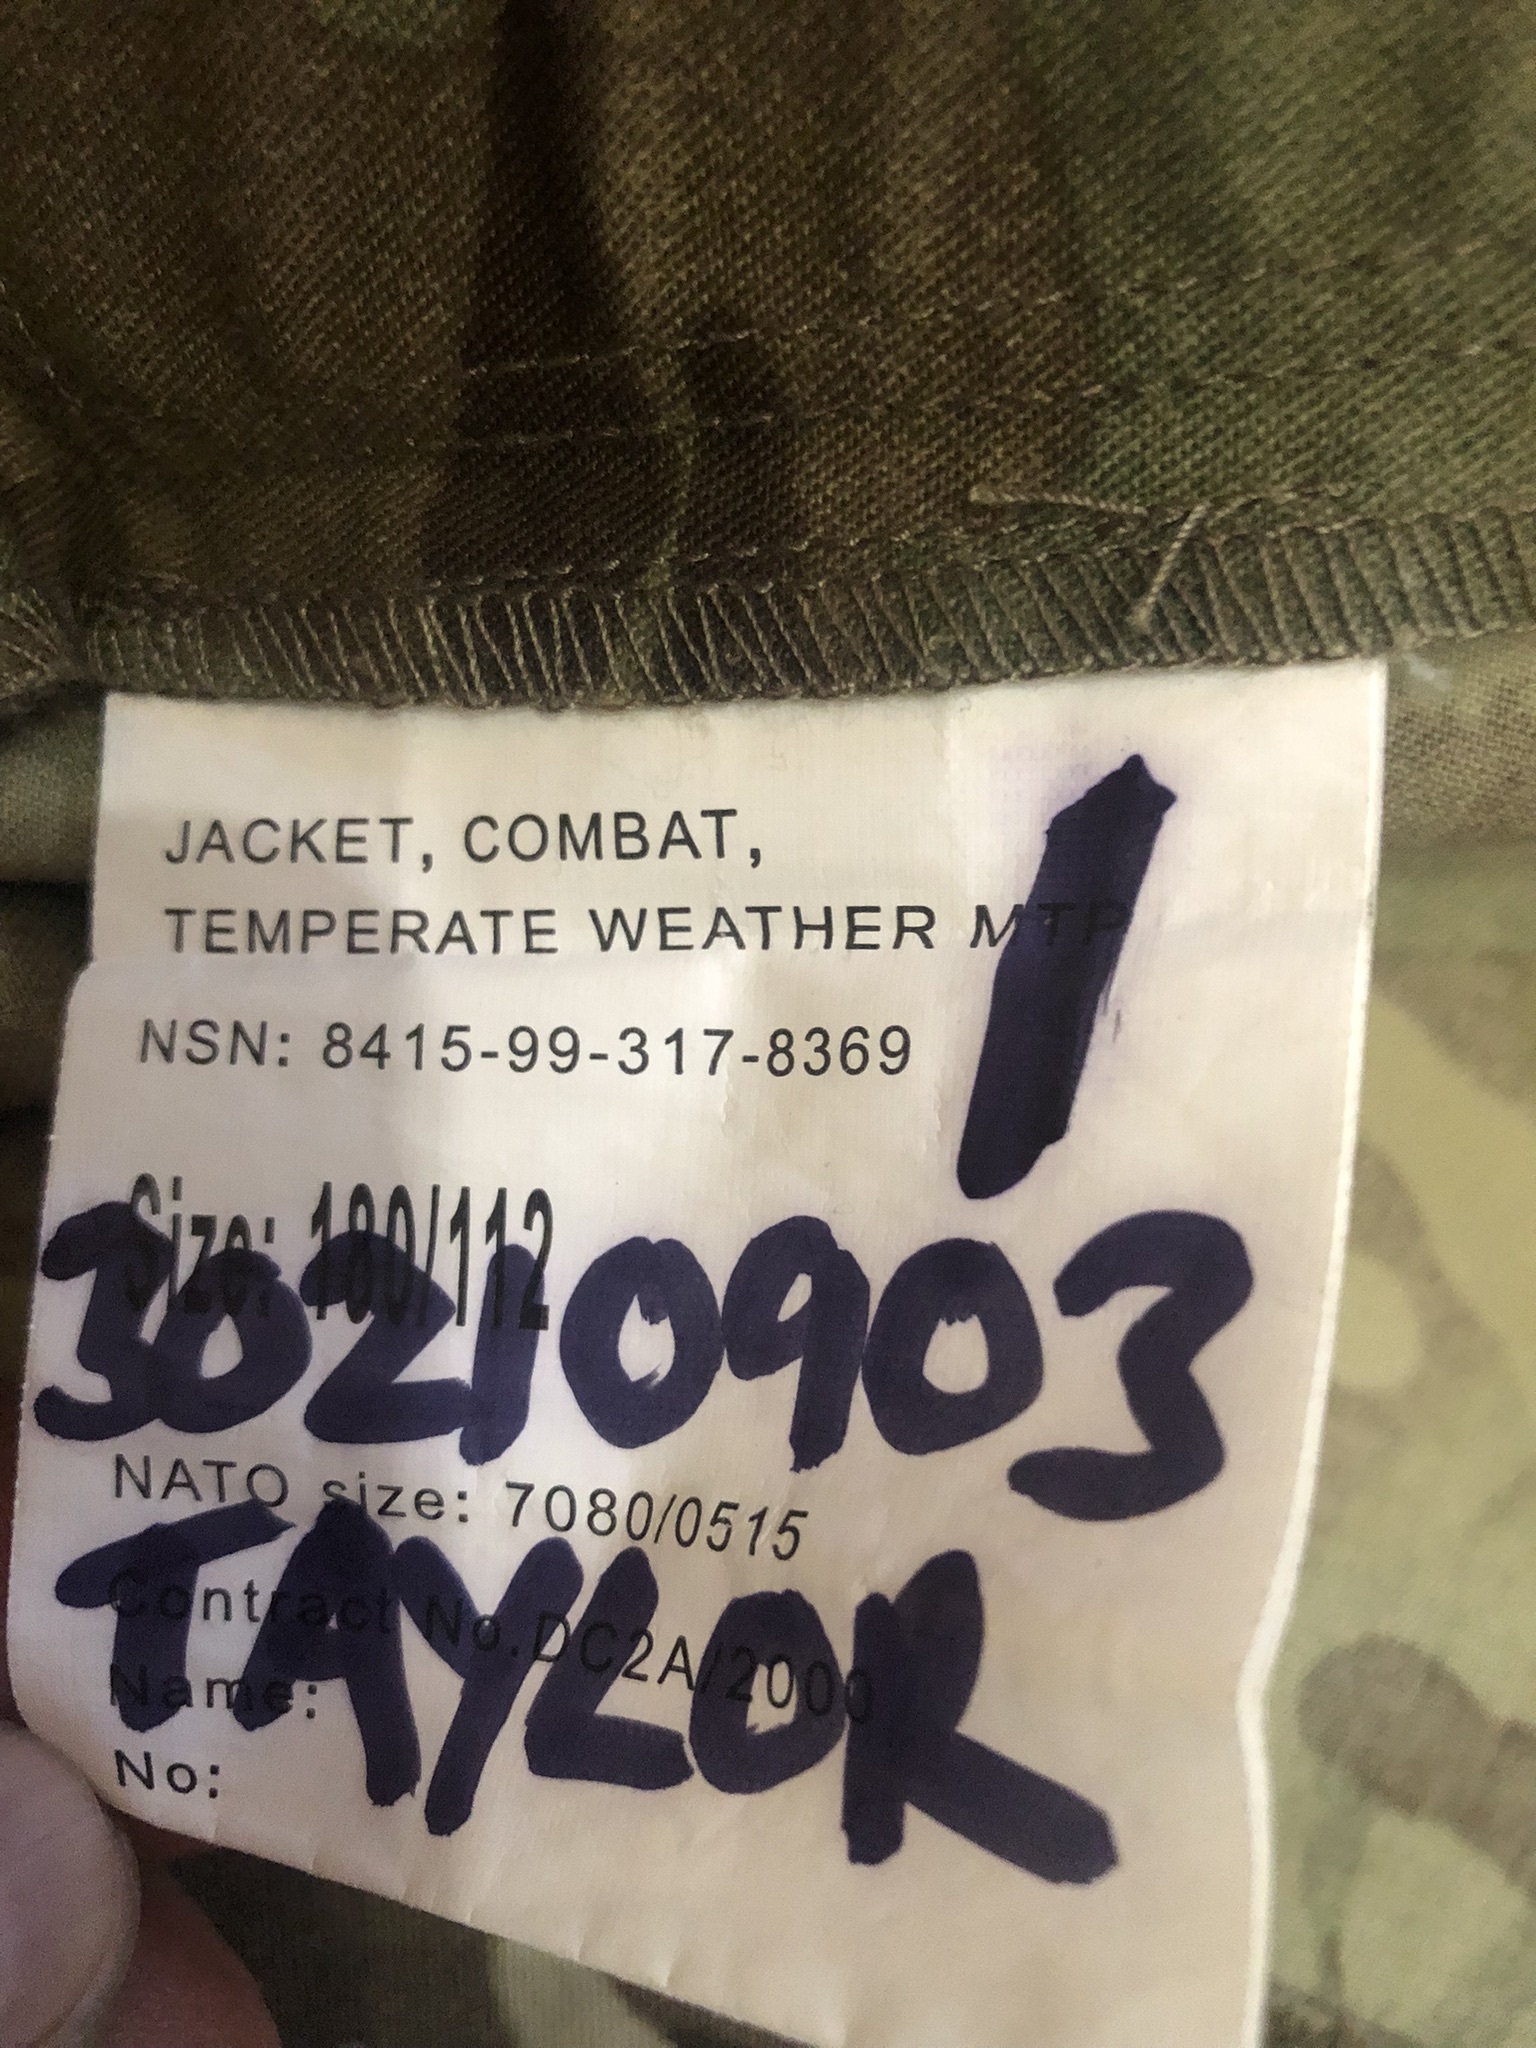 JACKET, COMBAT,
TEMPERATE WEATHER MTP
/
NSN: 8415-99-317-8369
Size: 180/112
30210903
NATO size: 7080/0515
TAYLOR
Contract No.DC2A/2000
Name:
No: